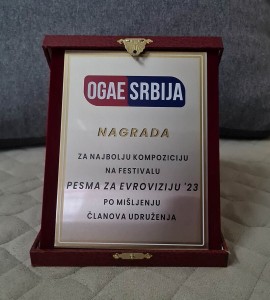 OGAE SRBIJA
NAGRADA
ZA NAJBOLJU KOMPOZICIJU
NA FESTIVALU
PESMA ZA EVROVIZIJU '23
PO MIŠLJENJU
ČLANOVA UDRUŽENJA